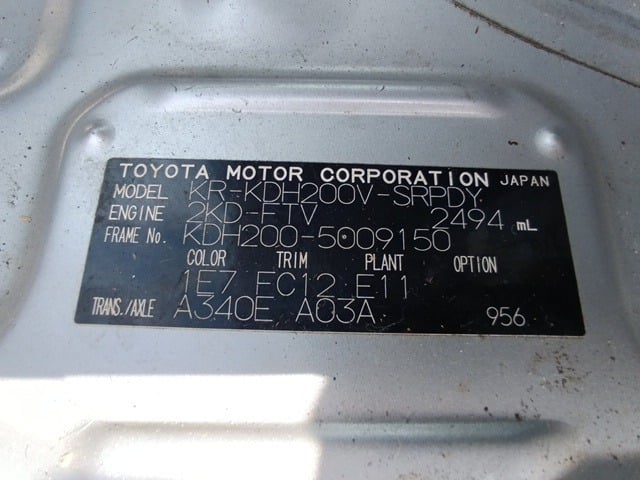 TOYOTA MOTOR CORPORATION JAPAN
MODEL KR-KDH200V-SRPDY
ENGINE 2KD-FTV 2494 mL
FRAME No. KDH200-5009150
COLOR TRIM PLANT OPTION
1E7 FC12 E11
TRANS./AXLE A340E A03A 956